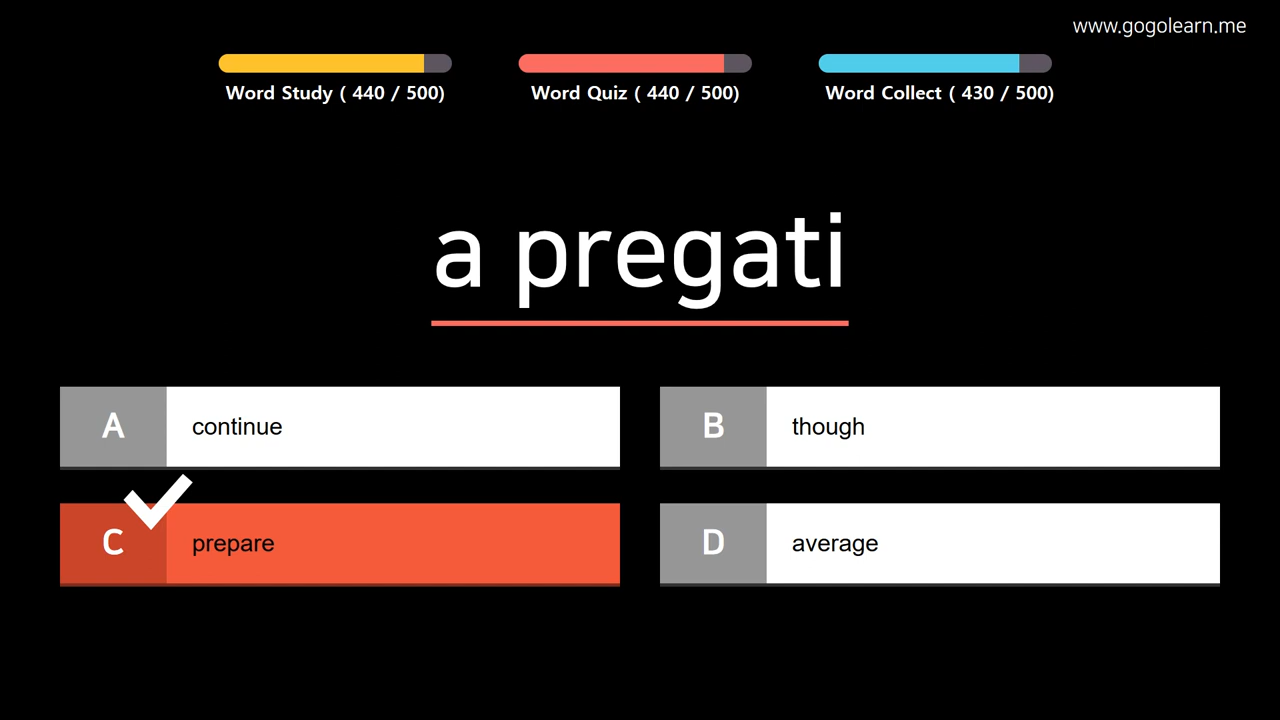 www.gogolearn.me
Word Study ( 440 / 500)
Word Quiz ( 440 / 500)
Word Collect ( 430 / 500)
a pregati
A continue
B though
C prepare
D average